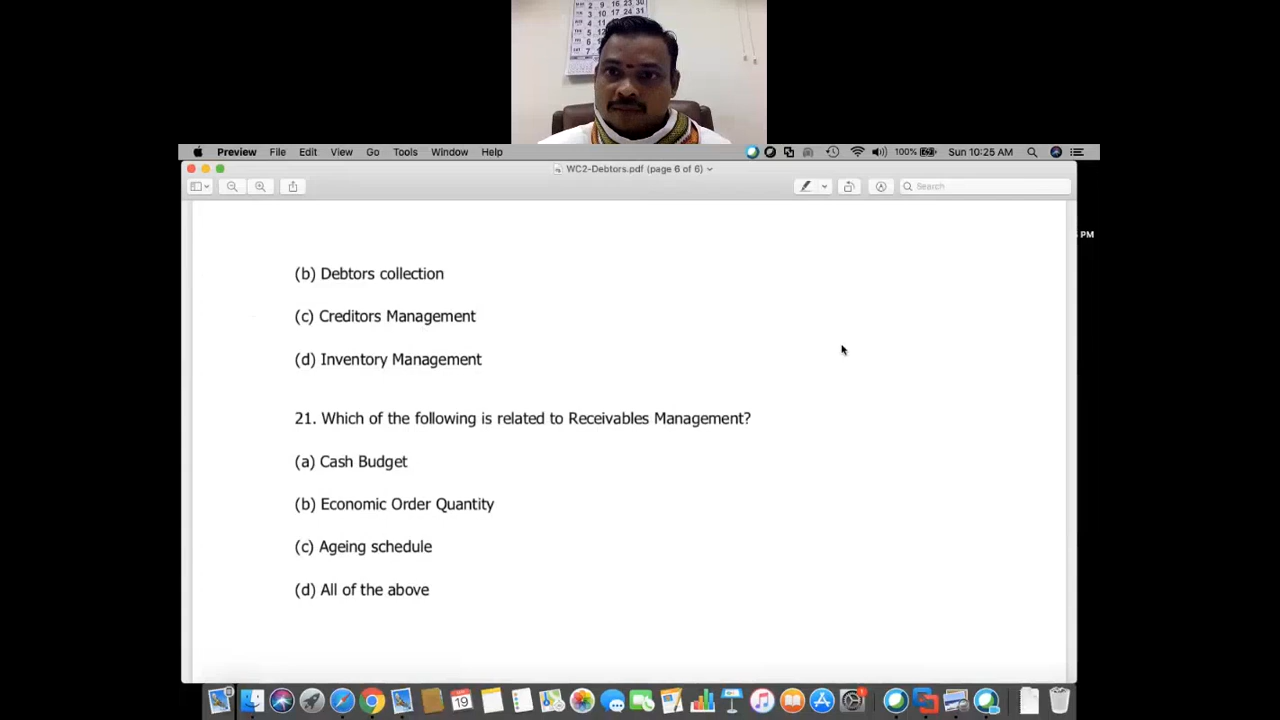 Preview File Edit View Go Tools Window Help 100% Sun 10:25 AM
WC2-Debtors.pdf (page 6 of 6)
Search
PM
(b) Debtors collection
(c) Creditors Management
(d) Inventory Management
21. Which of the following is related to Receivables Management?
(a) Cash Budget
(b) Economic Order Quantity
(c) Ageing schedule
(d) All of the above
19